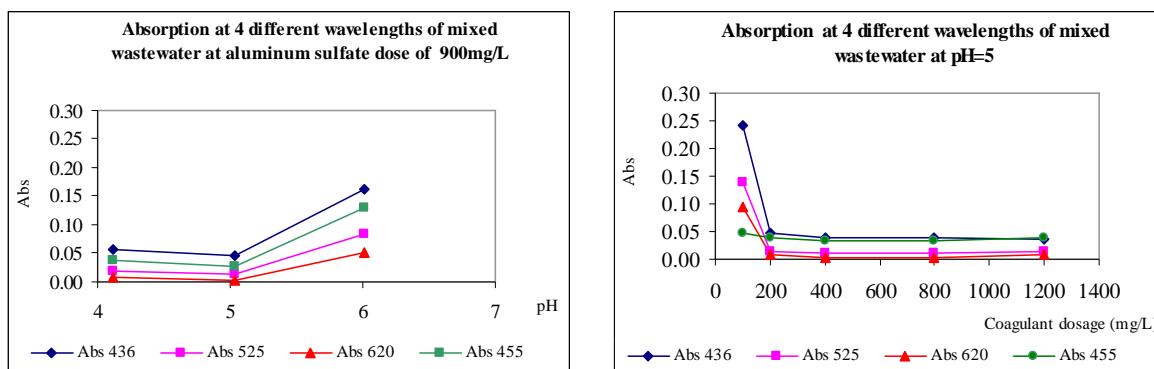 Absorption at 4 different wavelengths of mixed
wastewater at aluminum sulfate dose of 900mg/L
0.30
0.25
0.20
0.15
0.10
0.05
0.00
Abs
4 5 6 7
pH
Abs 436 Abs 525 Abs 620 Abs 455
Absorption at 4 different wavelengths of mixed
wastewater at pH=5
0.30
0.25
0.20
0.15
0.10
0.05
0.00
Abs
0 200 400 600 800 1000 1200 1400
Coagulant dosage (mg/L)
Abs 436 Abs 525 Abs 620 Abs 455